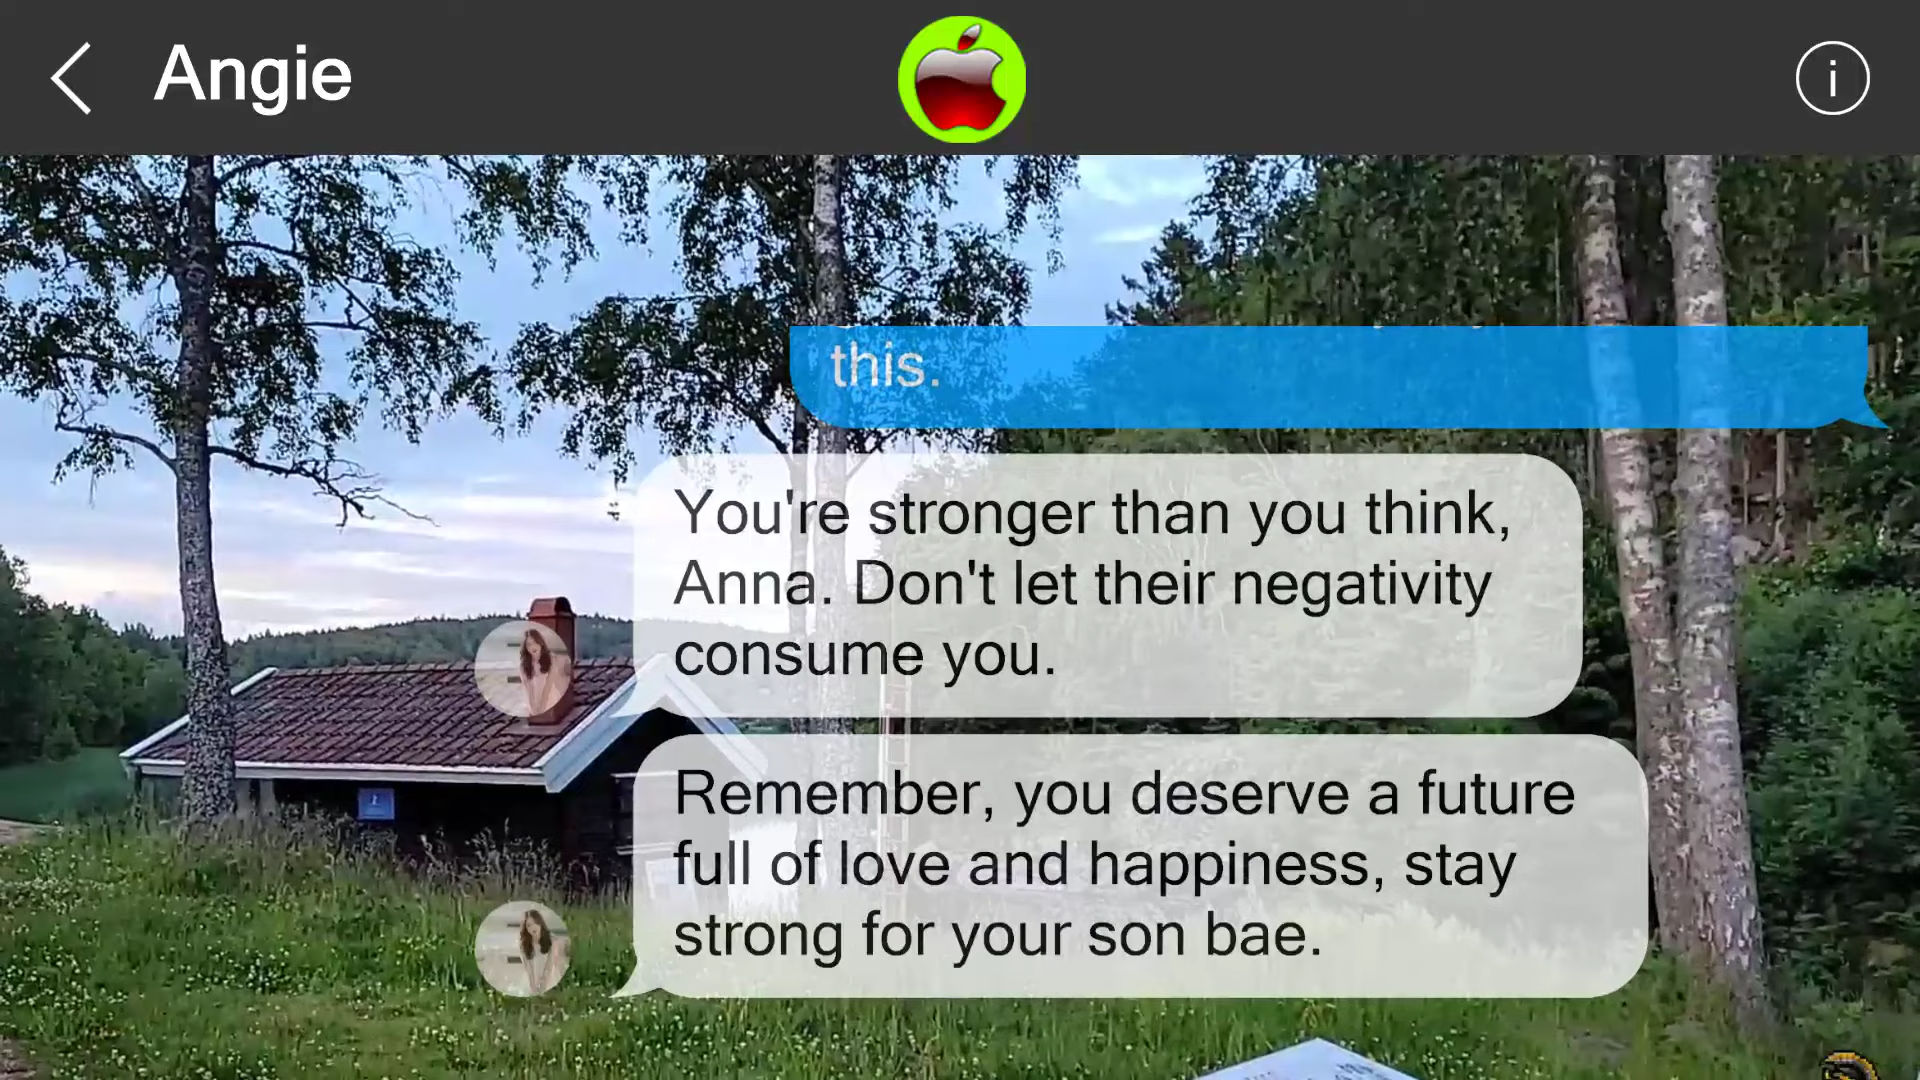 Angie
i
this.
You're stronger than you think,
Anna. Don't let their negativity
consume you.
Remember, you deserve a future
full of love and happiness, stay
strong for your son bae.